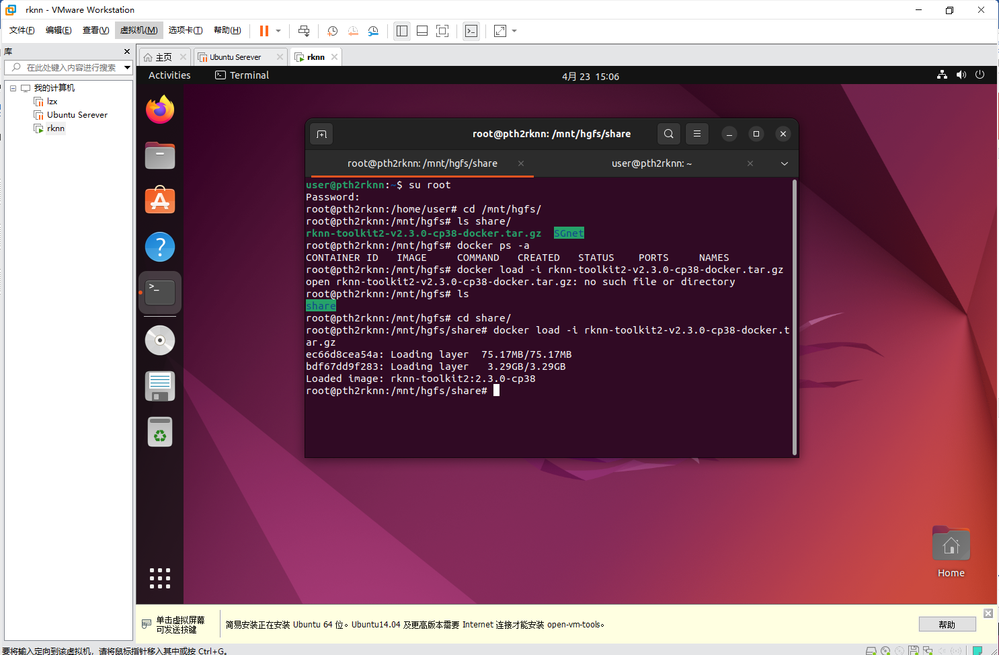 rknn - VMware Workstation
文件(F) 编辑(E) 查看(V) 虚拟机(M) 选项卡(T) 帮助(H)
库
在此处键入内容进行搜索
我的计算机
lzx
Ubuntu Serever
rknn
主页
Ubuntu Serever
rknn
Activities
Terminal
4月 23 15:06
root@pth2rknn: /mnt/hgfs/share
root@pth2rknn: /mnt/hgfs/share
user@pth2rknn: ~
user@pth2rknn:~$ su root
Password:
root@pth2rknn:/home/user# cd /mnt/hgfs/
root@pth2rknn:/mnt/hgfs# ls share/
rknn-toolkit2-v2.3.0-cp38-docker.tar.gz SGnet
root@pth2rknn:/mnt/hgfs# docker ps -a
CONTAINER ID IMAGE COMMAND CREATED STATUS PORTS NAMES
root@pth2rknn:/mnt/hgfs# docker load -i rknn-toolkit2-v2.3.0-cp38-docker.tar.gz
open rknn-toolkit2-v2.3.0-cp38-docker.tar.gz: no such file or directory
root@pth2rknn:/mnt/hgfs# ls
share
root@pth2rknn:/mnt/hgfs# cd share/
root@pth2rknn:/mnt/hgfs/share# docker load -i rknn-toolkit2-v2.3.0-cp38-docker.t
ar.gz
ec66d8cea54a: Loading layer 75.17MB/75.17MB
bdf67dd9f283: Loading layer 3.29GB/3.29GB
Loaded image: rknn-toolkit2:2.3.0-cp38
root@pth2rknn:/mnt/hgfs/share#
Home
单击虚拟屏幕
可发送按键
简易安装正在安装 Ubuntu 64 位。Ubuntu14.04 及更高版本需要 Internet 连接才能安装 open-vm-tools。
帮助
要将输入定向到该虚拟机，请将鼠标指针移入其中或按 Ctrl+G。